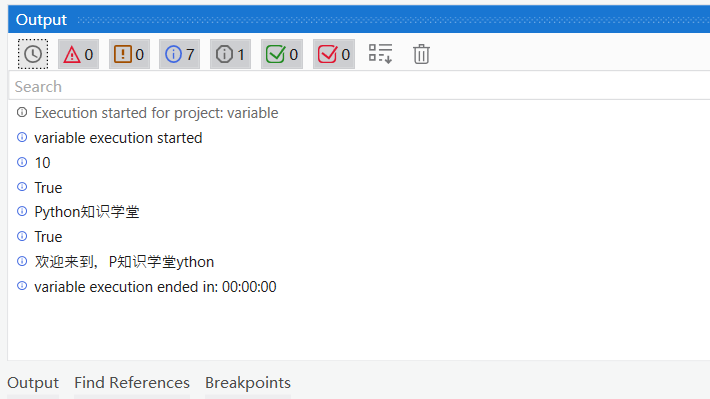 Output
0 0 7 1 0 0
Search
Execution started for project: variable
variable execution started
10
True
Python知识学堂
True
欢迎来到，P知识学堂ython
variable execution ended in: 00:00:00
Output Find References Breakpoints